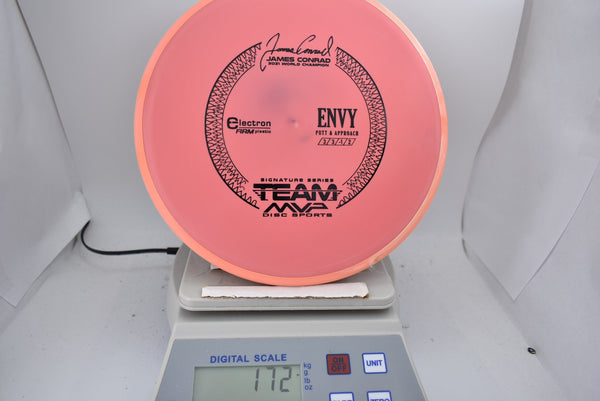 James Conrad
JAMES CONRAD
2021 WORLD CHAMPION
electron
FIRM plastic
ENVY
PUTT & APPROACH
SIGNATURE SERIES
TEAM
MVP
DISC SPORTS
DIGITAL SCALE
172
kg
g
lb
oz
ON
OFF
UNIT
ZERO